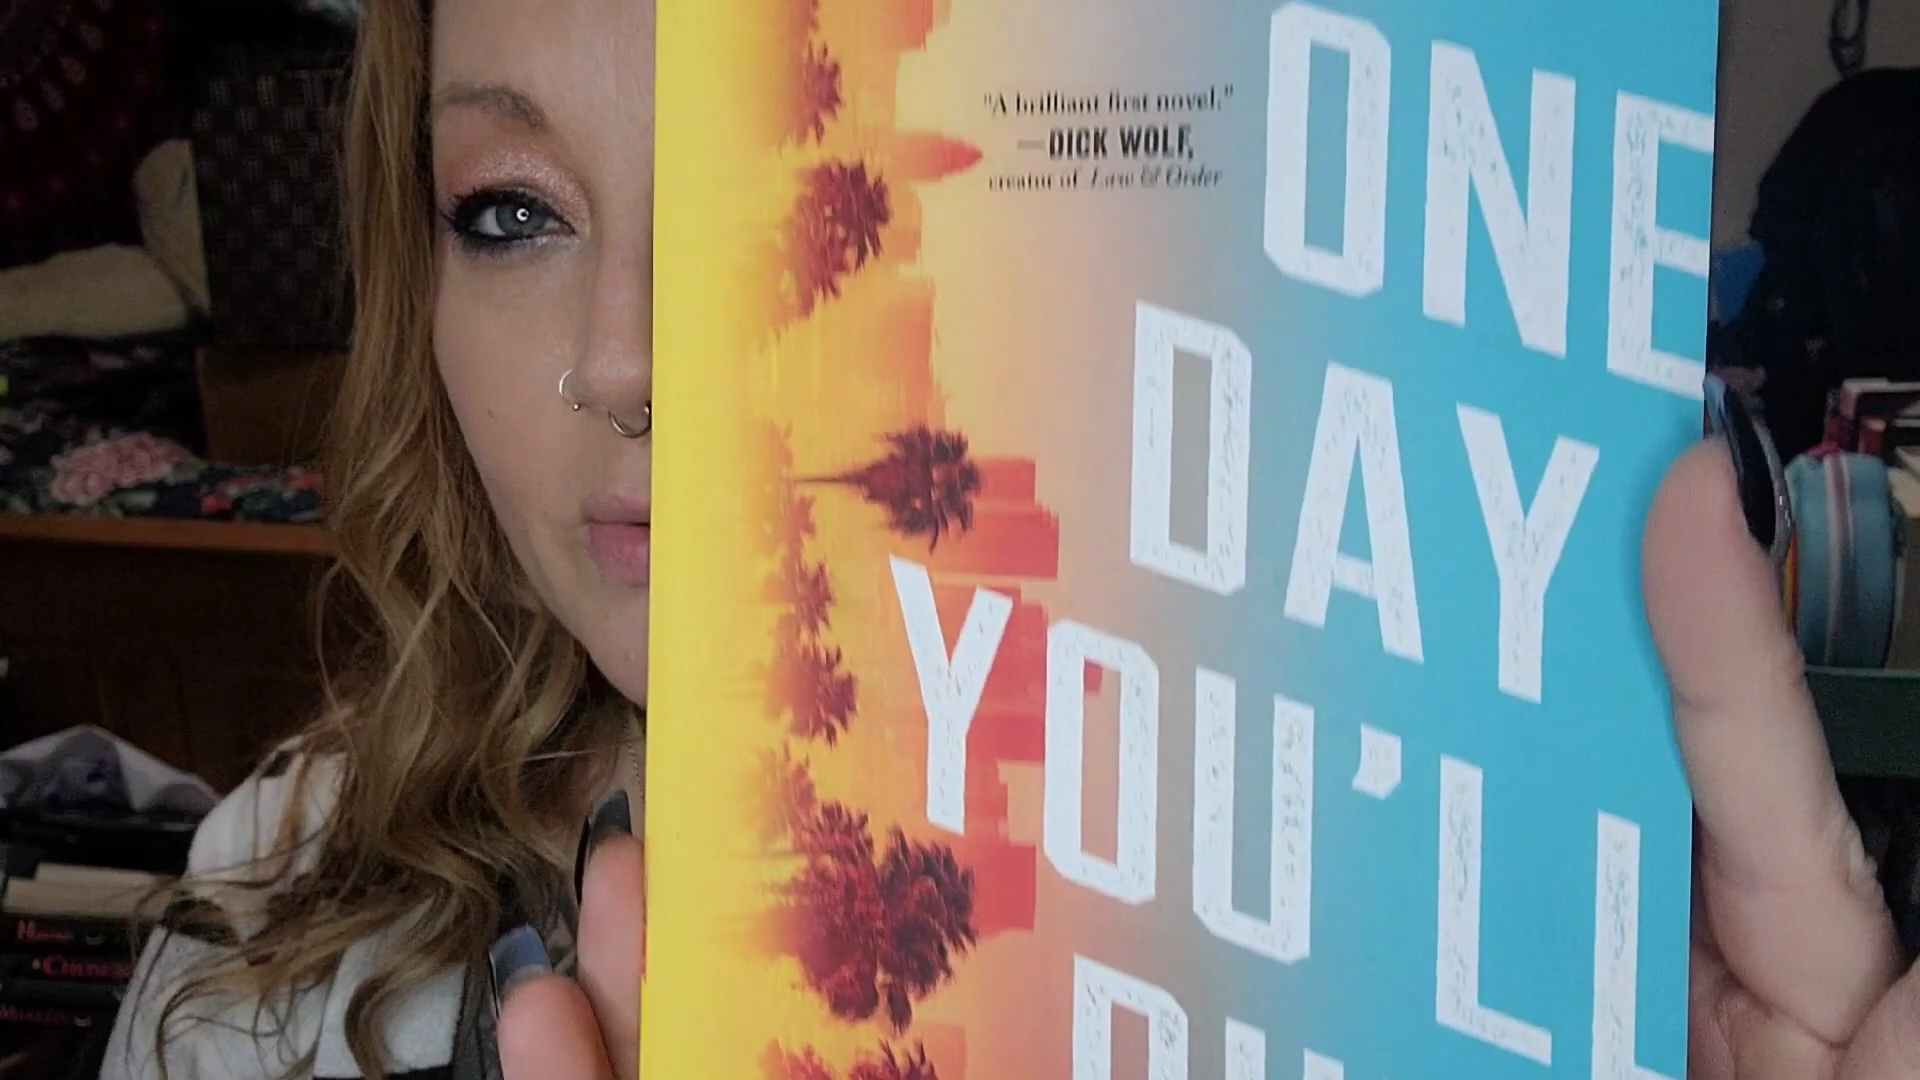 "A brilliant first novel."
—DICK WOLF,
creator of Law & Order
ONE
DAY
YOU'LL